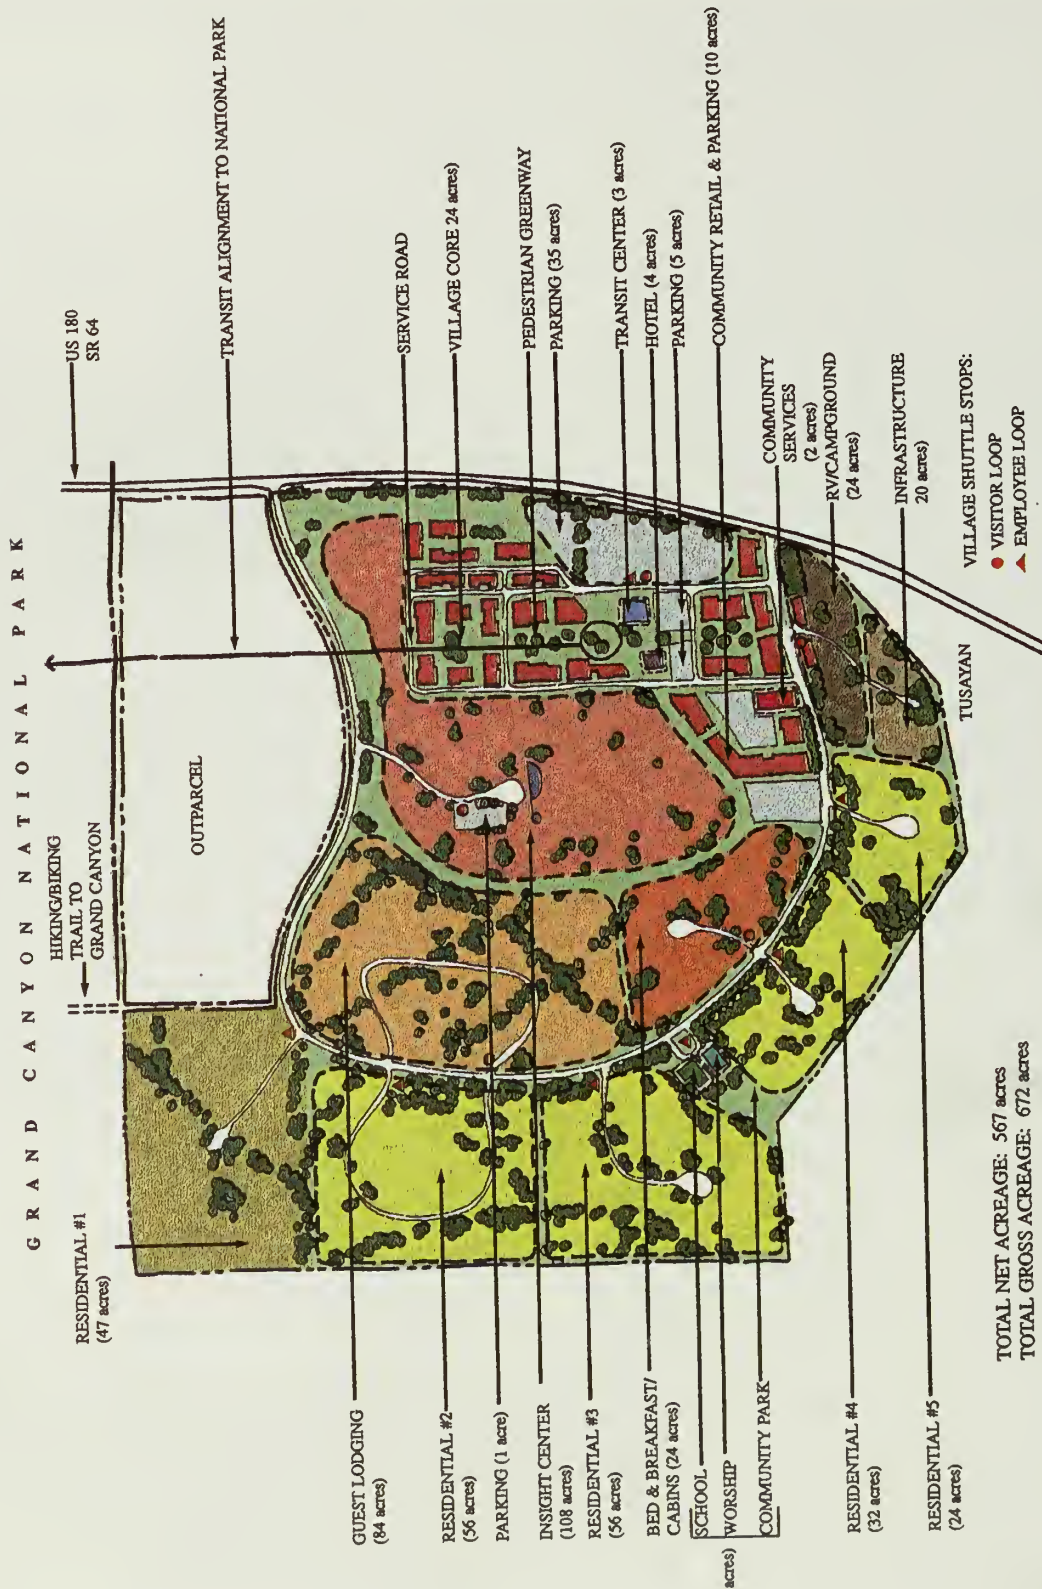 GRAND CANYON NATIONAL PARK
US 180
SR 64
TRANSIT ALIGNMENT TO NATIONAL PARK
HIKING/BIKING
TRAIL TO
GRAND CANYON
OUTPARCEL
RESIDENTIAL #1
(47 acres)
SERVICE ROAD
VILLAGE CORE 24 acres)
PEDESTRIAN GREENWAY
PARKING (35 acres)
TRANSIT CENTER (3 acres)
HOTEL (4 acres)
PARKING (5 acres)
COMMUNITY RETAIL & PARKING (10 acres)
COMMUNITY
SERVICES
(2 acres)
RV/CAMPGROUND
(24 acres)
INFRASTRUCTURE
20 acres)
TUSAYAN
VILLAGE SHUTTLE STOPS:
VISITOR LOOP
EMPLOYEE LOOP
GUEST LODGING
(84 acres)
RESIDENTIAL #2
(56 acres)
PARKING (1 acre)
INSIGHT CENTER
(108 acres)
RESIDENTIAL #3
(56 acres)
BED & BREAKFAST/
CABINS (24 acres)
SCHOOL
WORSHIP
COMMUNITY PARK
acres)
RESIDENTIAL #4
(32 acres)
RESIDENTIAL #5
(24 acres)
TOTAL NET ACREAGE: 567 acres
TOTAL GROSS ACREAGE: 672 acres